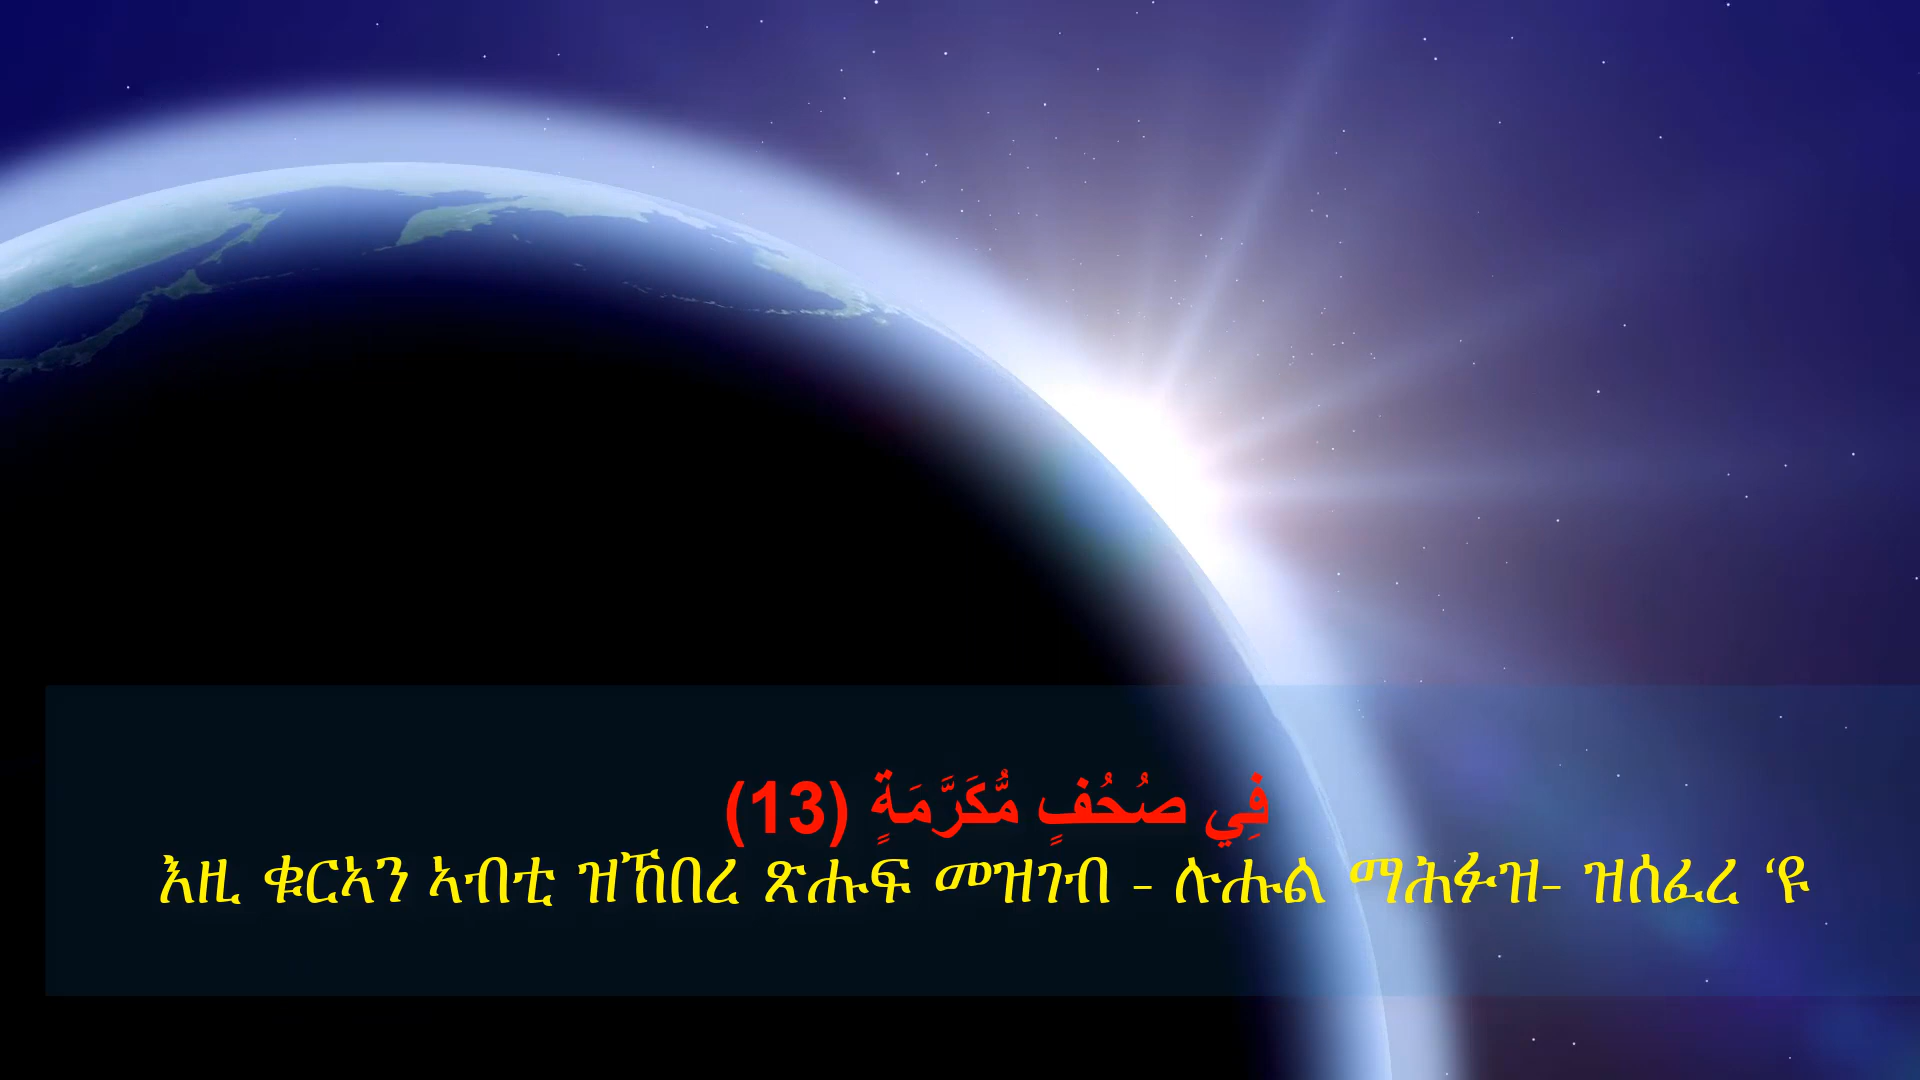 فِي صُحُفٍ مُّكَرَّمَةٍ (13)
እዚ ቁርኣን ኣብቲ ዝኸበረ ጽሑፍ መዝገብ - ሉሑል ማሕፉዝ- ዝሰፈረ ‘ዩ